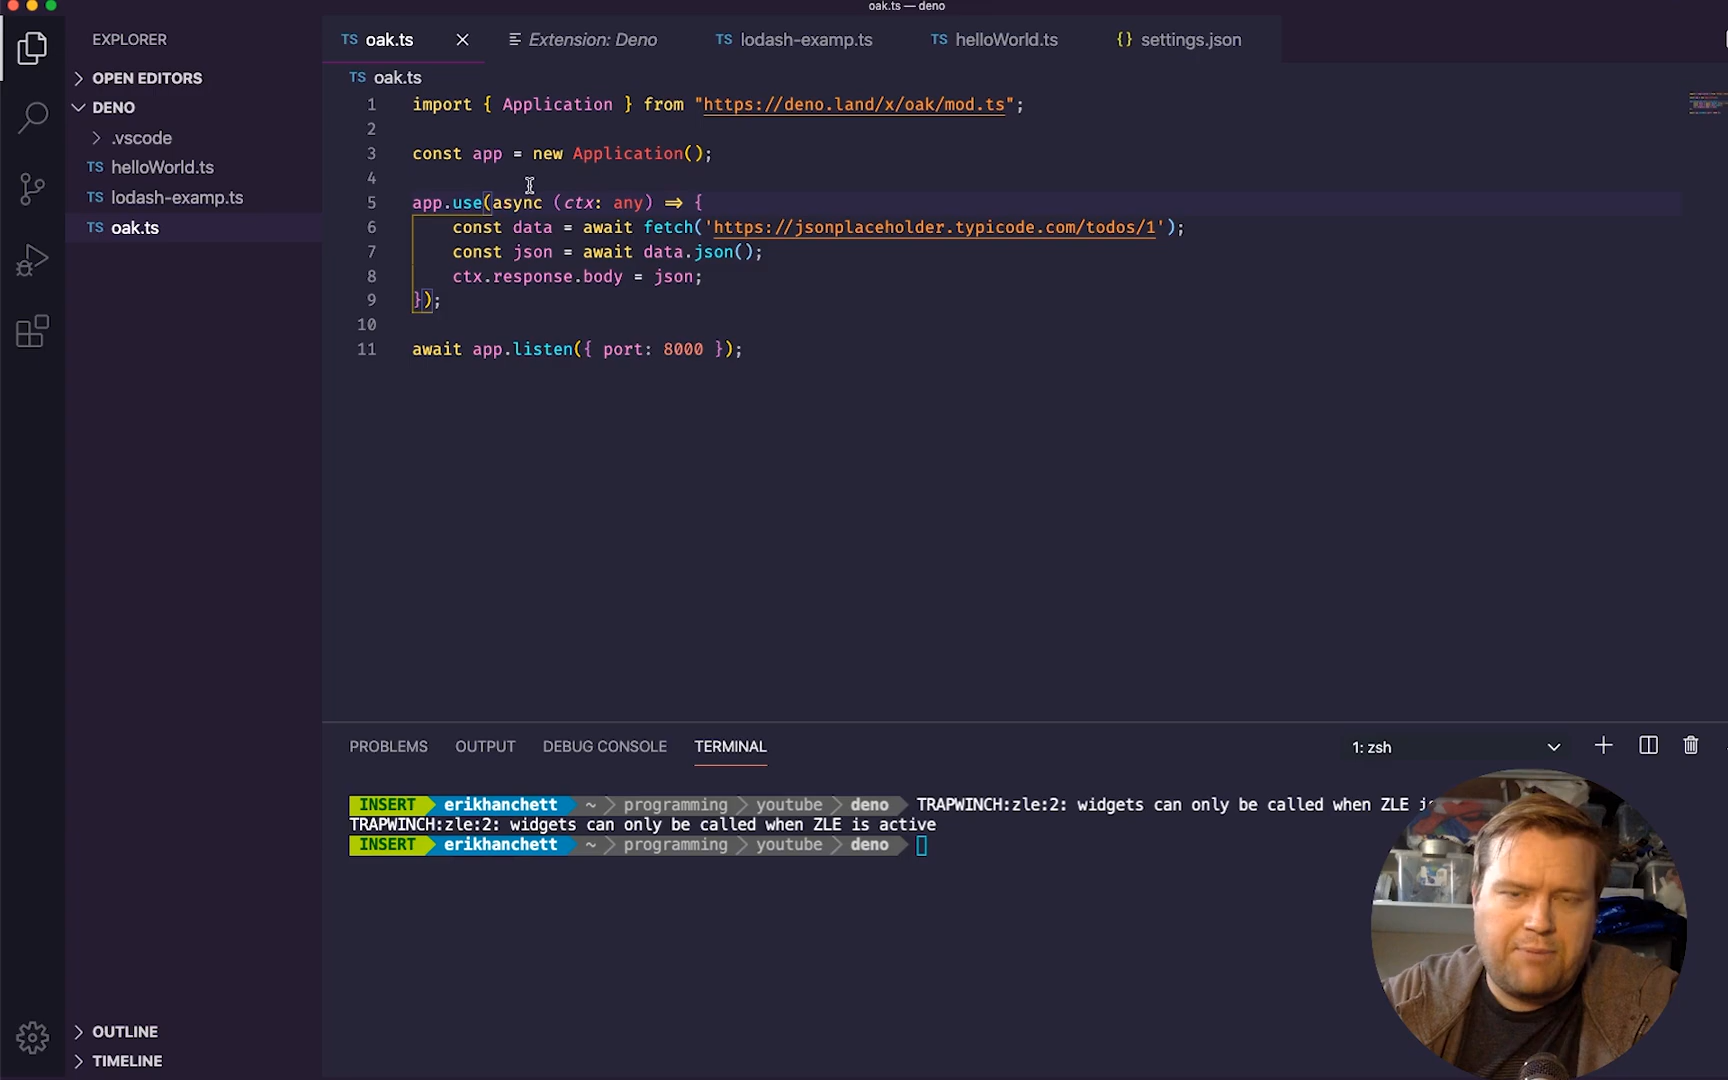 oak.ts — deno
EXPLORER
OPEN EDITORS
DENO
.vscode
TS helloWorld.ts
TS lodash-examp.ts
TS oak.ts
OUTLINE
TIMELINE
TS oak.ts
Extension: Deno
TS lodash-examp.ts
TS helloWorld.ts
{} settings.json
TS oak.ts
1 import { Application } from "https://deno.land/x/oak/mod.ts";
2
3 const app = new Application();
4
5 app.use(async (ctx: any) => {
6 const data = await fetch('https://jsonplaceholder.typicode.com/todos/1');
7 const json = await data.json();
8 ctx.response.body = json;
9 });
10
11 await app.listen({ port: 8000 });
PROBLEMS OUTPUT DEBUG CONSOLE TERMINAL 1: zsh
INSERT erikhanchett ~ programming youtube deno TRAPWINCH:zle:2: widgets can only be called when ZLE
TRAPWINCH:zle:2: widgets can only be called when ZLE is active
INSERT erikhanchett ~ programming youtube deno